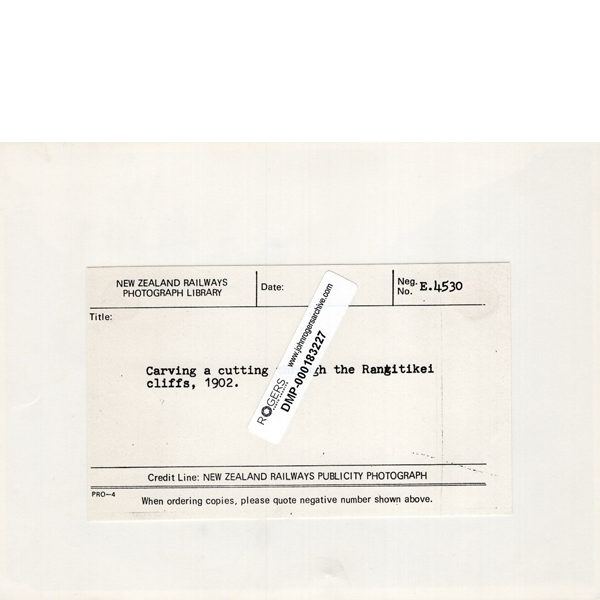 NEW ZEALAND RAILWAYS
PHOTOGRAPH LIBRARY
Date:
Neg.
No. E.4530
Title:
Carving a cutting gh the Rangitikei
cliffs, 1902.
ROGERS
www.johnrogersarchive.com
DMP-000183227
Credit Line: NEW ZEALAND RAILWAYS PUBLICITY PHOTOGRAPH
PRO—4
When ordering copies, please quote negative number shown above.